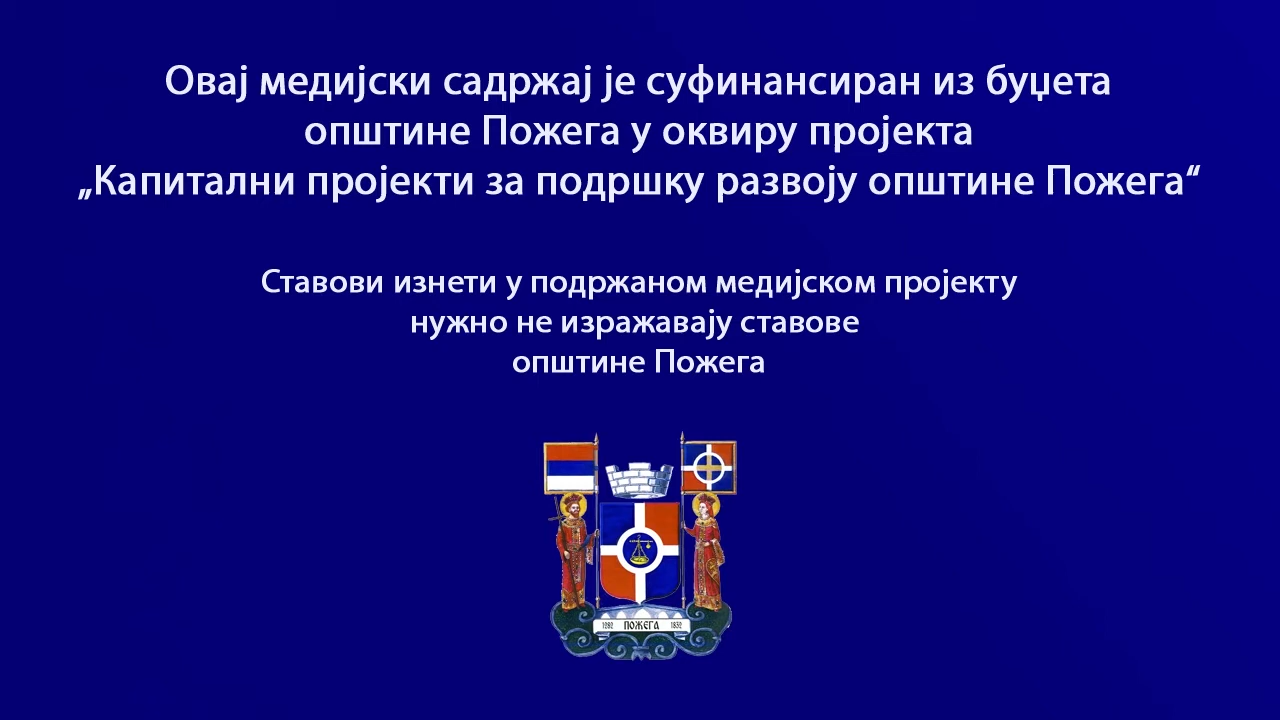 Овај медијски садржај је суфинансиран из буџета
општине Пожега у оквиру пројекта
„Капитални пројекти за подршку развоју општине Пожега“
Ставови изнети у подржаном медијском пројекту
нужно не изражавају ставове
општине Пожега
1292 ПОЖЕГА 1832